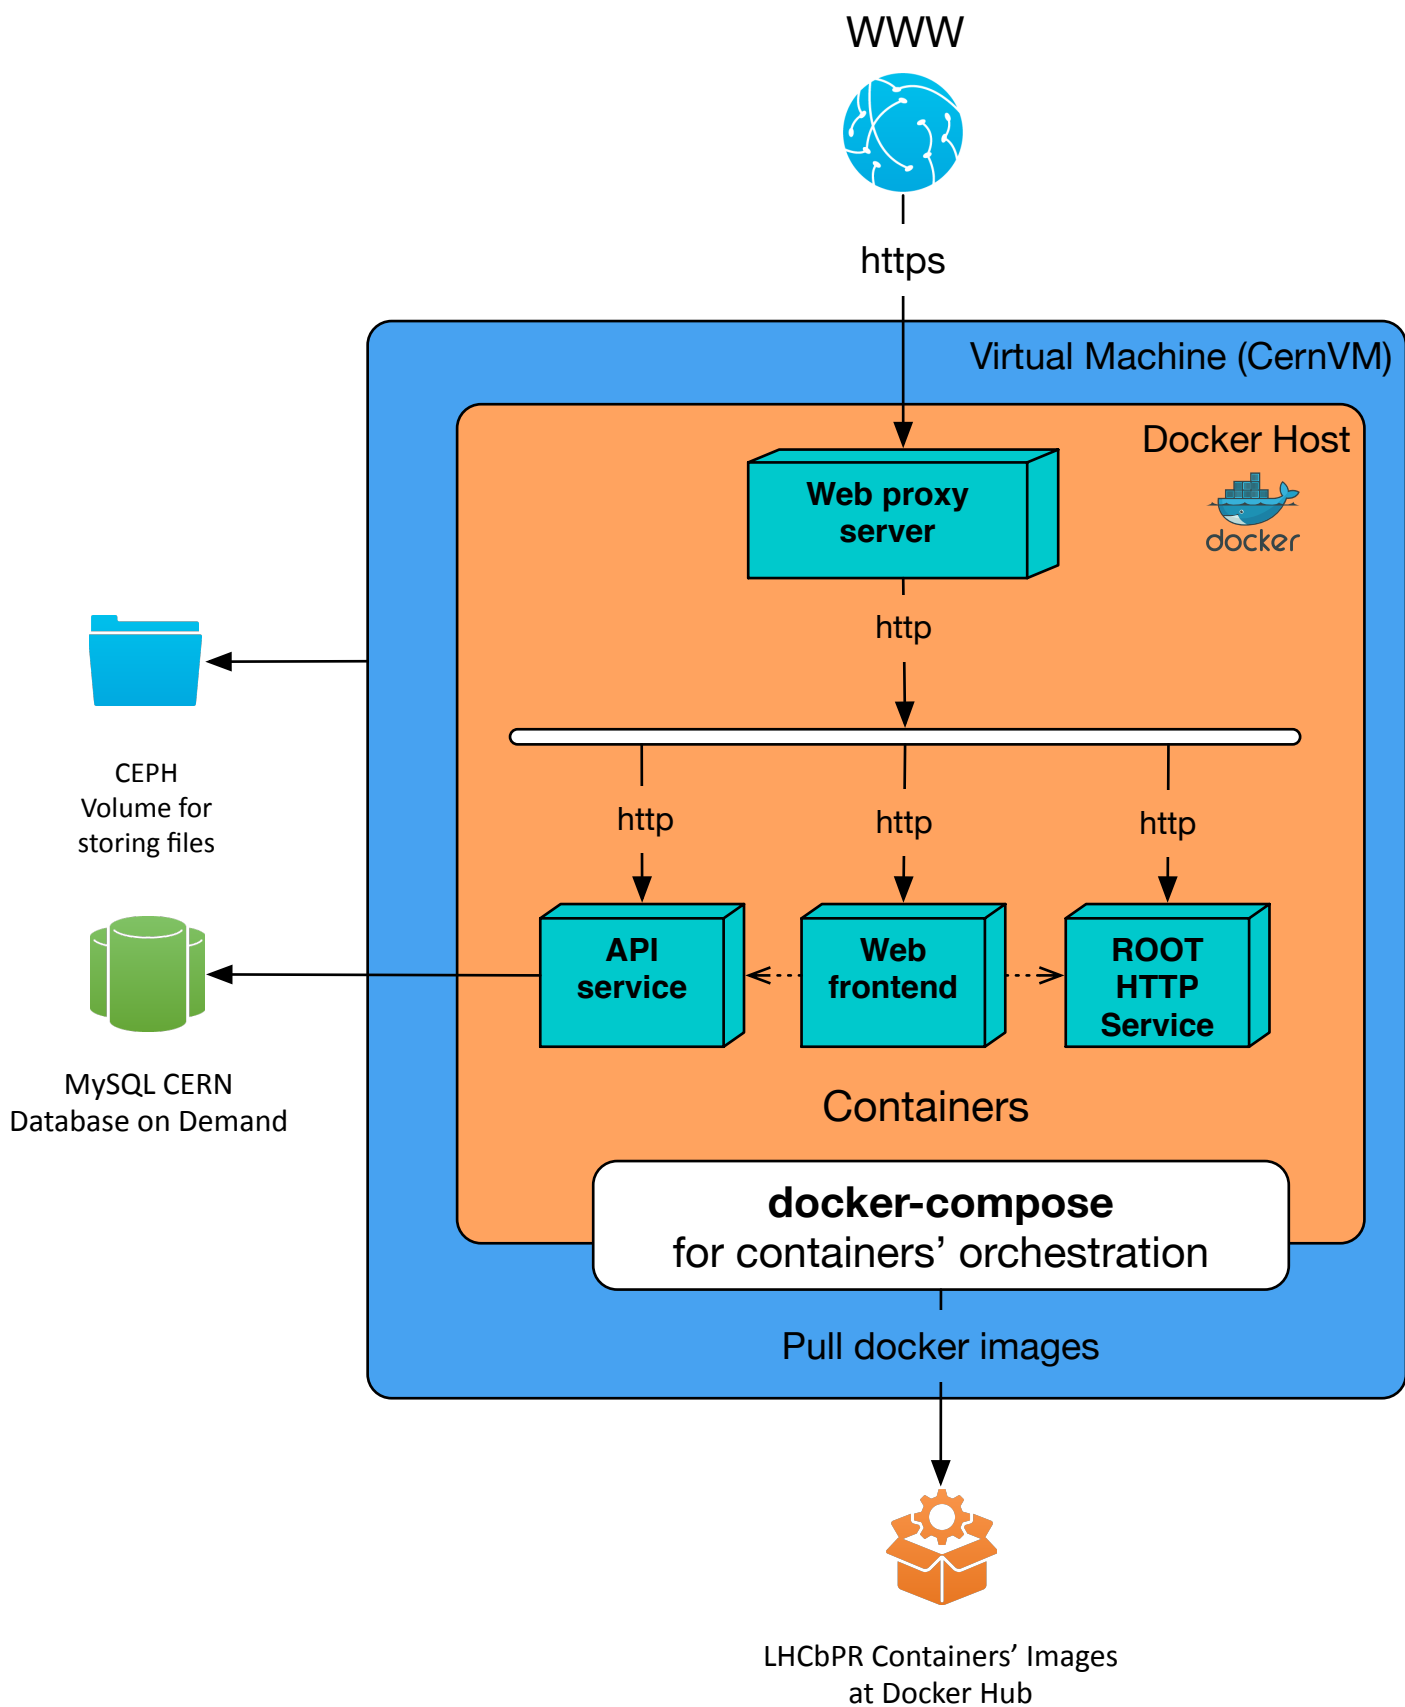 WWW
https
Virtual Machine (CernVM)
Docker Host
docker
Web proxy
server
http
CEPH
Volume for
storing files
http
http
http
API
service
Web
frontend
ROOT
HTTP
Service
MySQL CERN
Database on Demand
Containers
docker-compose
for containers’ orchestration
Pull docker images
LHCbPR Containers’ Images
at Docker Hub